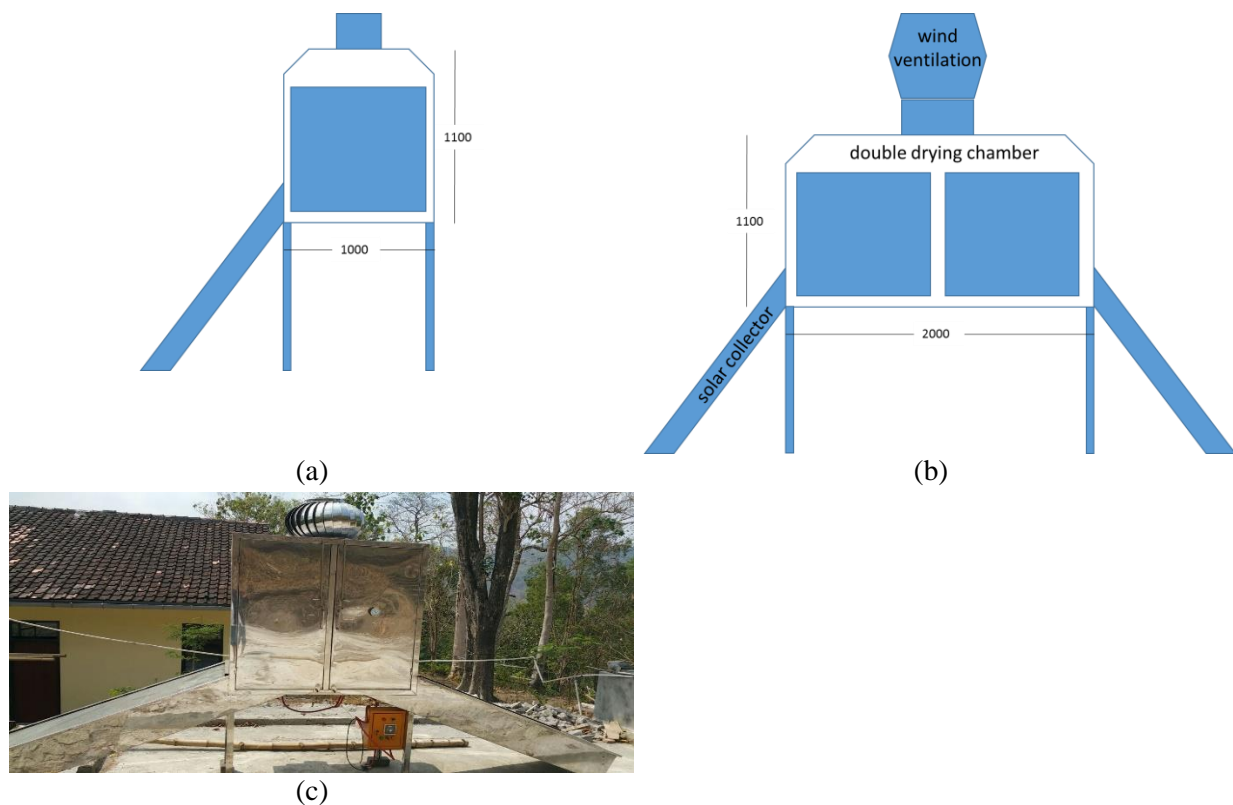 1100
1000
(a)
wind
ventilation
double drying chamber
1100
solar collector
2000
(b)
(c)